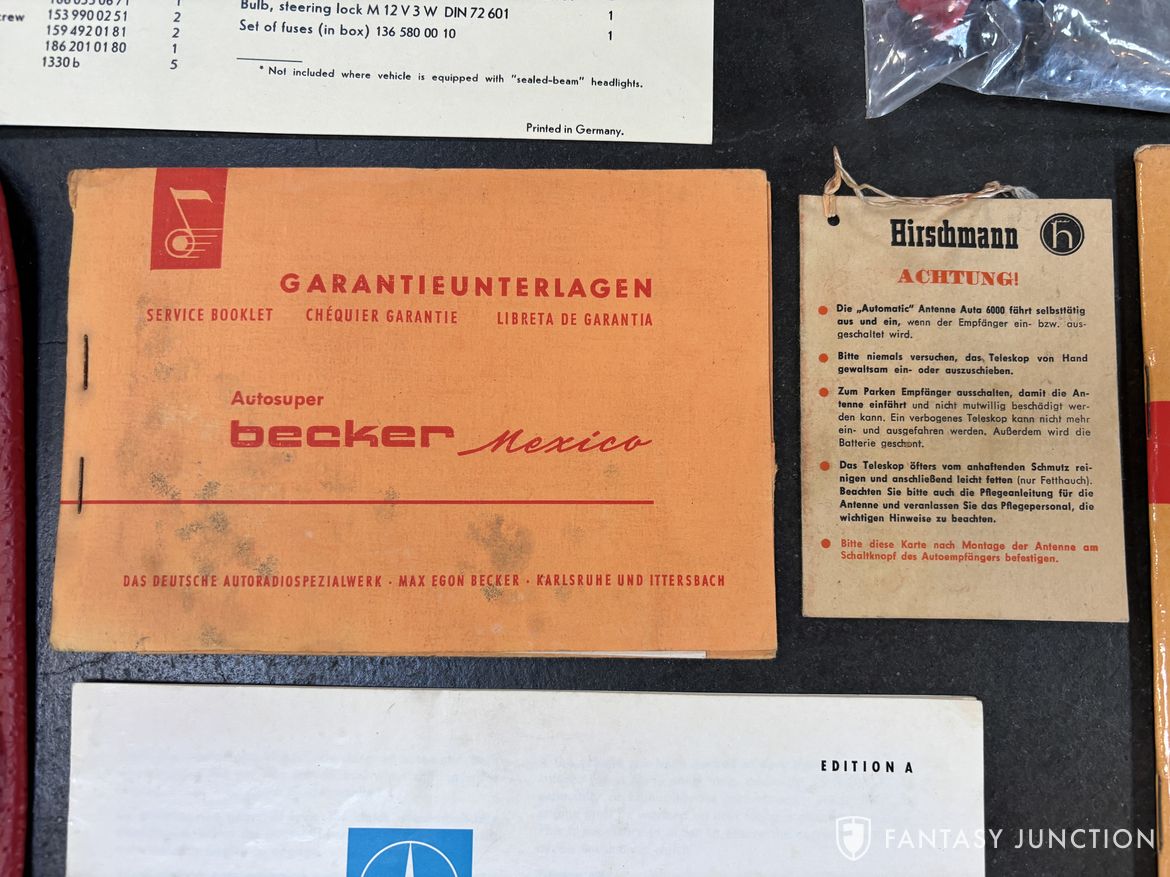 crew
153 990 02 51 2
159 492 01 81 2
186 201 01 80 1
1330 b 5
Bulb, steering lock M 12 V 3 W DIN 72 601 1
Set of fuses (in box) 136 580 00 10 1
* Not included where vehicle is equipped with "sealed-beam" headlights.
Printed in Germany.
GARANTIEUNTERLAGEN
SERVICE BOOKLET CHÉQUIER GARANTIE LIBRETA DE GARANTIA
Autosuper
becker Mexico
DAS DEUTSCHE AUTORADIOSPEZIALWERK · MAX EGON BECKER · KARLSRUHE UND ITTERSBACH
Hirschmann h
ACHTUNG!
Die „Automatic" Antenne Auta 6000 fährt selbsttätig
aus und ein, wenn der Empfänger ein- bzw. aus-
geschaltet wird.
Bitte niemals versuchen, das Teleskop von Hand
gewaltsam ein- oder auszuschieben.
Zum Parken Empfänger ausschalten, damit die An-
tenne einfährt und nicht mutwillig beschädigt wer-
den kann. Ein verbogenes Teleskop kann nicht mehr
ein- und ausgefahren werden. Außerdem wird die
Batterie geschont.
Das Teleskop öfters vom anhaftenden Schmutz rei-
nigen und anschließend leicht fetten (nur Fetthauch).
Beachten Sie bitte auch die Pflegeanleitung für die
Antenne und veranlassen Sie das Pflegepersonal, die
wichtigen Hinweise zu beachten.
Bitte diese Karte nach Montage der Antenne am
Schaltknopf des Autoempfängers befestigen.
EDITION A
FANTASY JUNCTION